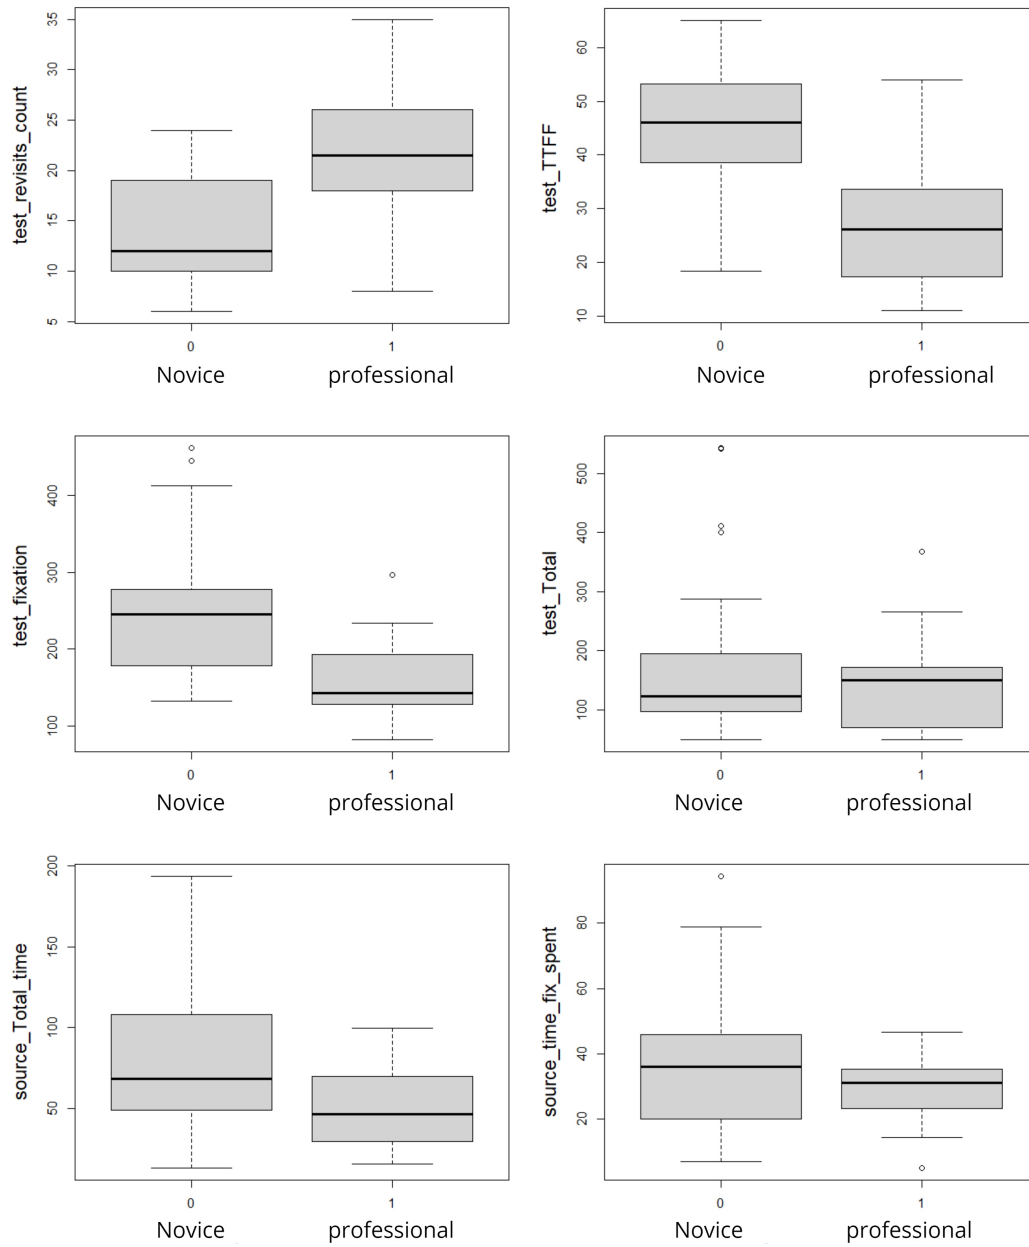 test_revisits_count
35
30
25
20
15
10
5
0
1
Novice
professional
test_TTFF
60
50
40
30
20
10
0
1
Novice
professional
test_fixation
400
300
200
100
0
1
Novice
professional
test_Total
500
400
300
200
100
0
1
Novice
professional
source_Total_time
200
150
100
50
0
1
Novice
professional
source_time_fix_spent
80
60
40
20
0
1
Novice
professional